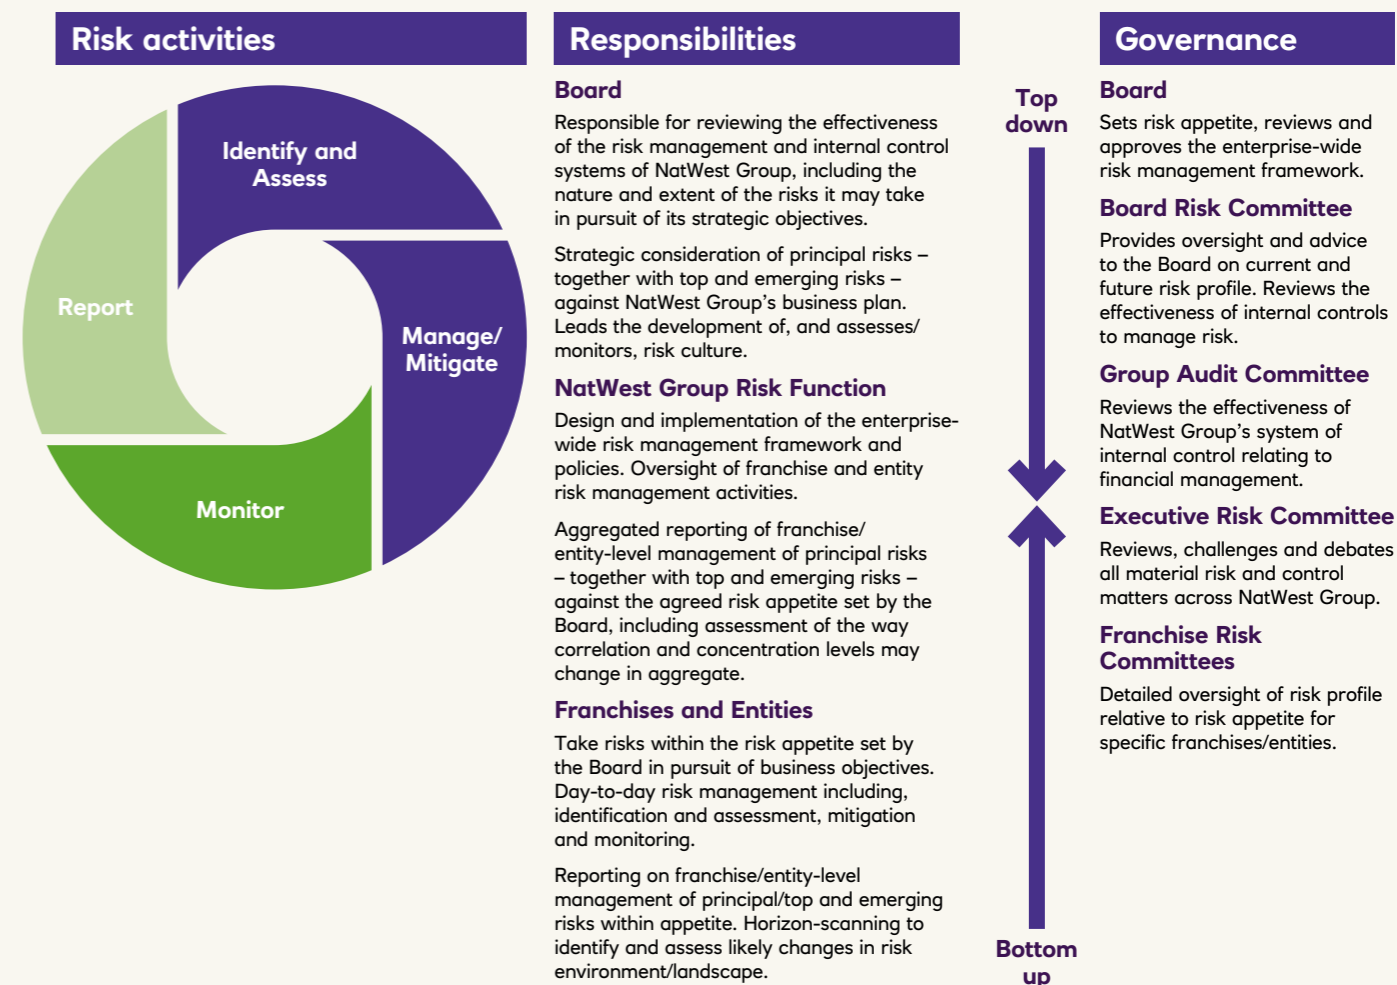 Risk activities
Identify and
Assess
Manage/
Mitigate
Monitor
Report
Responsibilities
Board
Responsible for reviewing the effectiveness
of the risk management and internal control
systems of NatWest Group, including the
nature and extent of the risks it may take
in pursuit of its strategic objectives.
Strategic consideration of principal risks –
together with top and emerging risks –
against NatWest Group’s business plan.
Leads the development of, and assesses/
monitors, risk culture.
NatWest Group Risk Function
Design and implementation of the enterprise-
wide risk management framework and
policies. Oversight of franchise and entity
risk management activities.
Aggregated reporting of franchise/
entity-level management of principal risks
– together with top and emerging risks –
against the agreed risk appetite set by the
Board, including assessment of the way
correlation and concentration levels may
change in aggregate.
Franchises and Entities
Take risks within the risk appetite set by
the Board in pursuit of business objectives.
Day-to-day risk management including,
identification and assessment, mitigation
and monitoring.
Reporting on franchise/entity-level
management of principal/top and emerging
risks within appetite. Horizon-scanning to
identify and assess likely changes in risk
environment/landscape.
Top
down
Bottom
up
Governance
Board
Sets risk appetite, reviews and
approves the enterprise-wide
risk management framework.
Board Risk Committee
Provides oversight and advice
to the Board on current and
future risk profile. Reviews the
effectiveness of internal controls
to manage risk.
Group Audit Committee
Reviews the effectiveness of
NatWest Group’s system of
internal control relating to
financial management.
Executive Risk Committee
Reviews, challenges and debates
all material risk and control
matters across NatWest Group.
Franchise Risk
Committees
Detailed oversight of risk profile
relative to risk appetite for
specific franchises/entities.